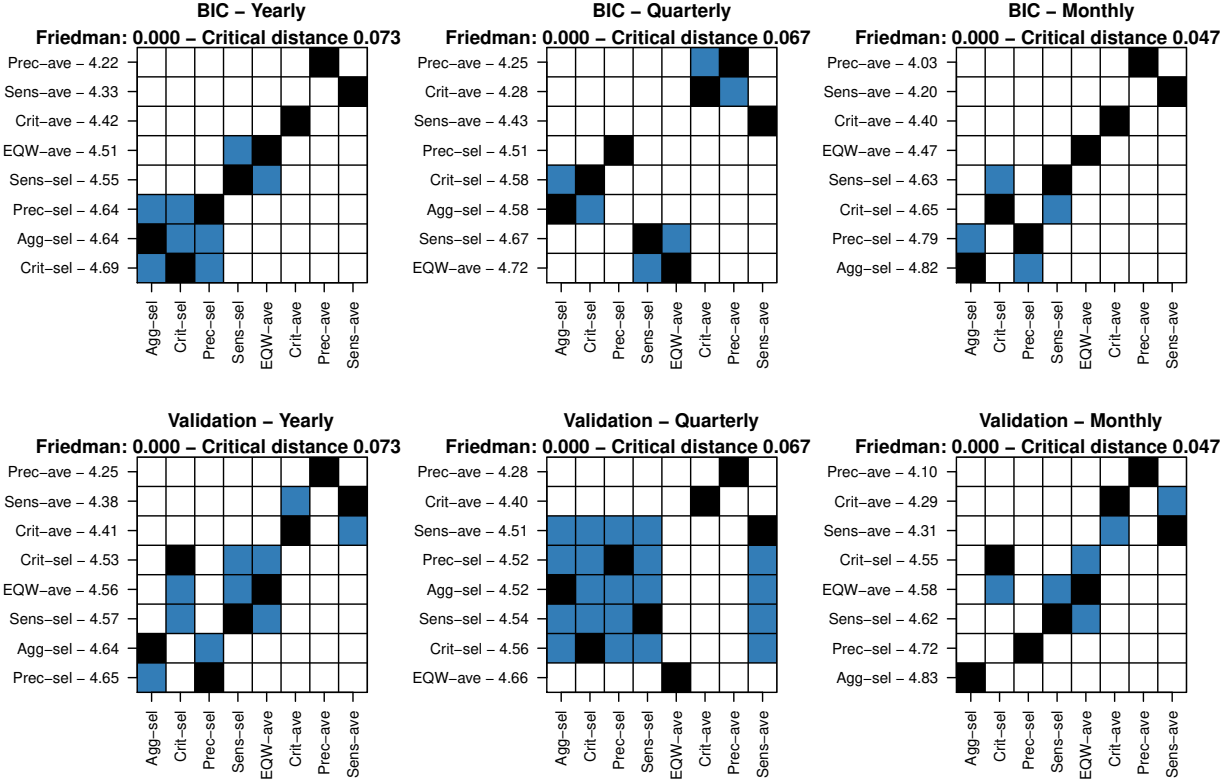 BIC – Yearly
Friedman: 0.000 – Critical distance 0.073
Prec–ave – 4.22
Sens–ave – 4.33
Crit–ave – 4.42
EQW–ave – 4.51
Sens–sel – 4.55
Prec–sel – 4.64
Agg–sel – 4.64
Crit–sel – 4.69
Agg–sel
Crit–sel
Prec–sel
Sens–sel
EQW–ave
Crit–ave
Prec–ave
Sens–ave
BIC – Quarterly
Friedman: 0.000 – Critical distance 0.067
Prec–ave – 4.25
Crit–ave – 4.28
Sens–ave – 4.43
Prec–sel – 4.51
Crit–sel – 4.58
Agg–sel – 4.58
Sens–sel – 4.67
EQW–ave – 4.72
Agg–sel
Crit–sel
Prec–sel
Sens–sel
EQW–ave
Crit–ave
Prec–ave
Sens–ave
BIC – Monthly
Friedman: 0.000 – Critical distance 0.047
Prec–ave – 4.03
Sens–ave – 4.20
Crit–ave – 4.40
EQW–ave – 4.47
Sens–sel – 4.63
Crit–sel – 4.65
Prec–sel – 4.79
Agg–sel – 4.82
Agg–sel
Crit–sel
Prec–sel
Sens–sel
EQW–ave
Crit–ave
Prec–ave
Sens–ave
Validation – Yearly
Friedman: 0.000 – Critical distance 0.073
Prec–ave – 4.25
Sens–ave – 4.38
Crit–ave – 4.41
Crit–sel – 4.53
EQW–ave – 4.56
Sens–sel – 4.57
Agg–sel – 4.64
Prec–sel – 4.65
Agg–sel
Crit–sel
Prec–sel
Sens–sel
EQW–ave
Crit–ave
Prec–ave
Sens–ave
Validation – Quarterly
Friedman: 0.000 – Critical distance 0.067
Prec–ave – 4.28
Crit–ave – 4.40
Sens–ave – 4.51
Prec–sel – 4.52
Agg–sel – 4.52
Sens–sel – 4.54
Crit–sel – 4.56
EQW–ave – 4.66
Agg–sel
Crit–sel
Prec–sel
Sens–sel
EQW–ave
Crit–ave
Prec–ave
Sens–ave
Validation – Monthly
Friedman: 0.000 – Critical distance 0.047
Prec–ave – 4.10
Crit–ave – 4.29
Sens–ave – 4.31
Crit–sel – 4.55
EQW–ave – 4.58
Sens–sel – 4.62
Prec–sel – 4.72
Agg–sel – 4.83
Agg–sel
Crit–sel
Prec–sel
Sens–sel
EQW–ave
Crit–ave
Prec–ave
Sens–ave